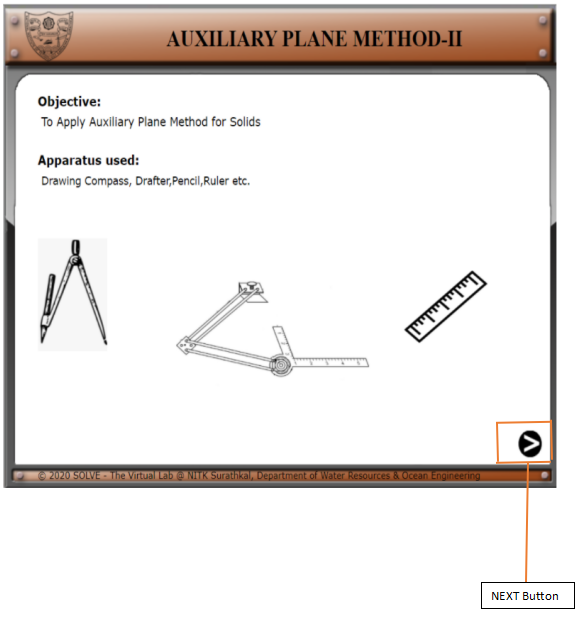 AUXILIARY PLANE METHOD-II
Objective:
To Apply Auxiliary Plane Method for Solids
Apparatus used:
Drawing Compass, Drafter,Pencil,Ruler etc.
© 2020 SOLVE - The Virtual Lab @ NITK Surathkal, Department of Water Resources & Ocean Engineering
NEXT Button